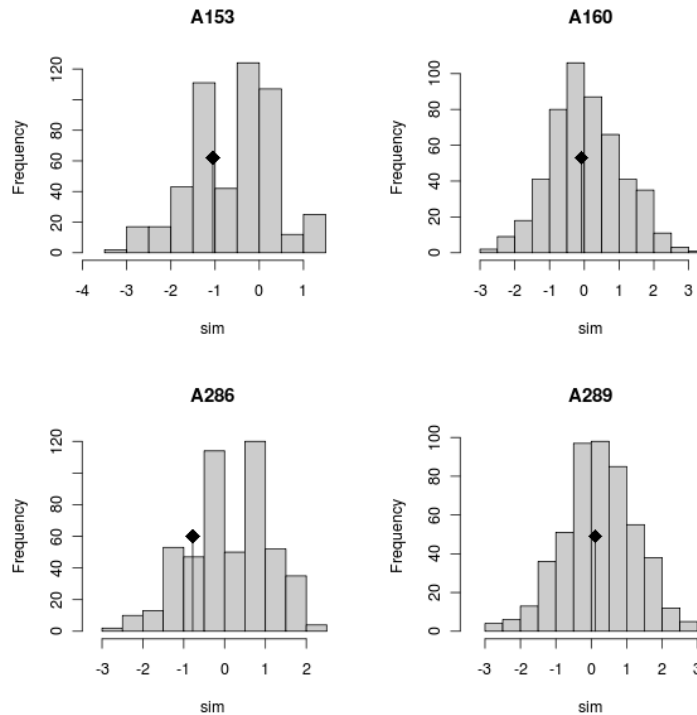 A153
Frequency
0 20 40 60 80 120
-4 -3 -2 -1 0 1
sim
A160
Frequency
0 20 40 60 80 100
-3 -2 -1 0 1 2 3
sim
A286
Frequency
0 20 40 60 80 120
-3 -2 -1 0 1 2
sim
A289
Frequency
0 20 40 60 80 100
-3 -2 -1 0 1 2 3
sim